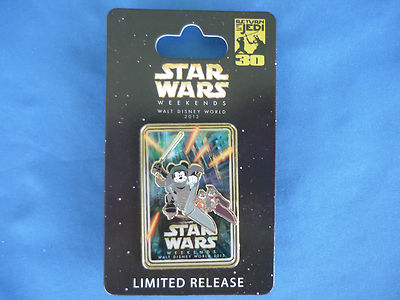 RETURN
OF THE
JEDI
30
STAR
WARS
WEEKENDS
WALT DISNEY WORLD
2013
STAR
WARS
WEEKENDS
WALT DISNEY WORLD 2013
LIMITED RELEASE